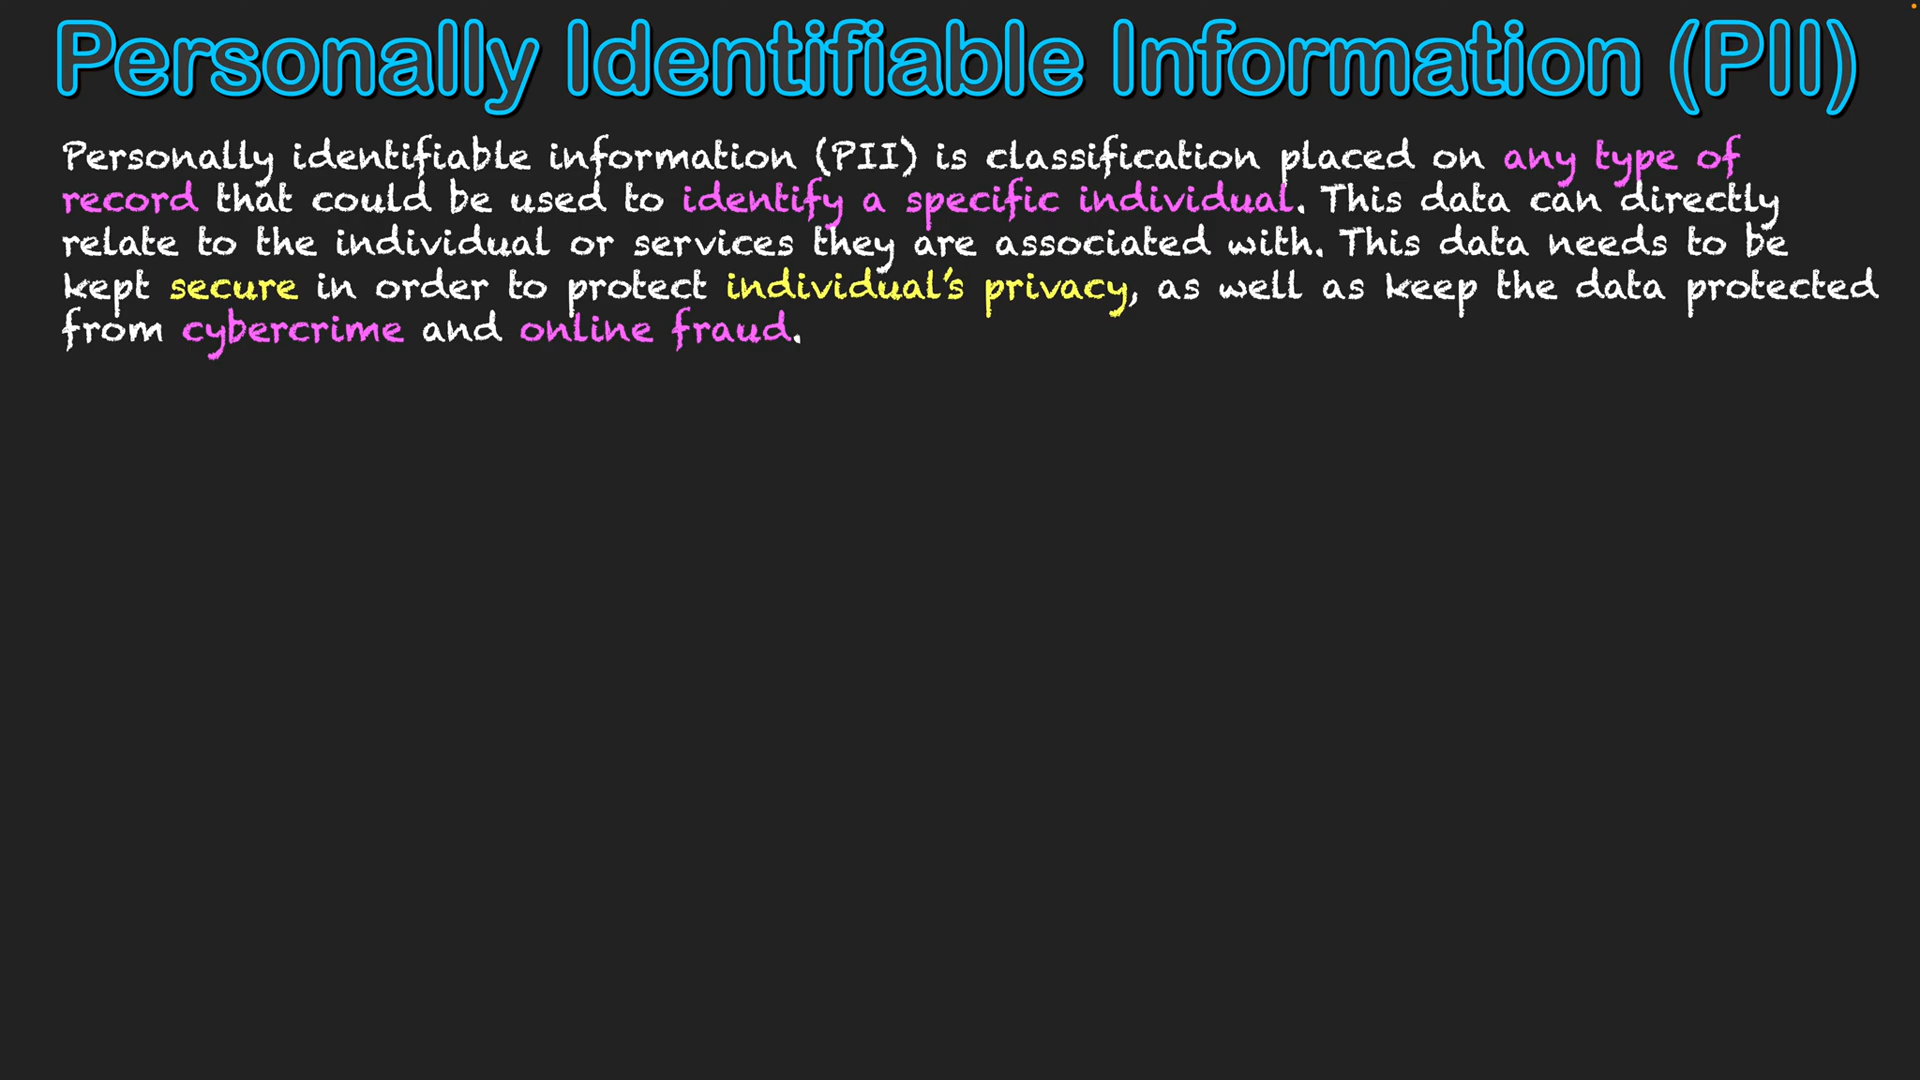 Personally Identifiable Information (PII)
Personally identifiable information (PII) is classification placed on any type of
record that could be used to identify a specific individual. This data can directly
relate to the individual or services they are associated with. This data needs to be
kept secure in order to protect individual's privacy, as well as keep the data protected
from cybercrime and online fraud.